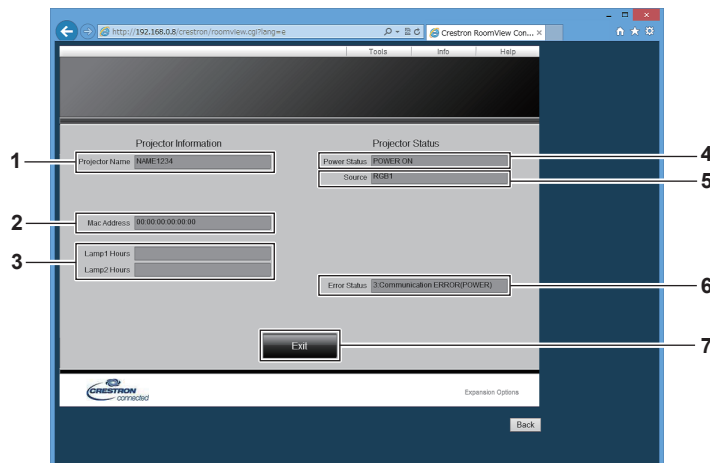 http://192.168.0.8/crestron/roomview.cgi?lang=e
Crestron RoomView Con... ×
Tools Info Help
Projector Information
Projector Status
1
Projector Name NAME1234
Power Status POWER ON
4
Source RGB1
5
2
Mac Address 00:00:00:00:00:00
3
Lamp1 Hours
Lamp2 Hours
Error Status 3:Communication ERROR(POWER)
6
Exit
7
CRESTRON
connected
Expansion Options
Back